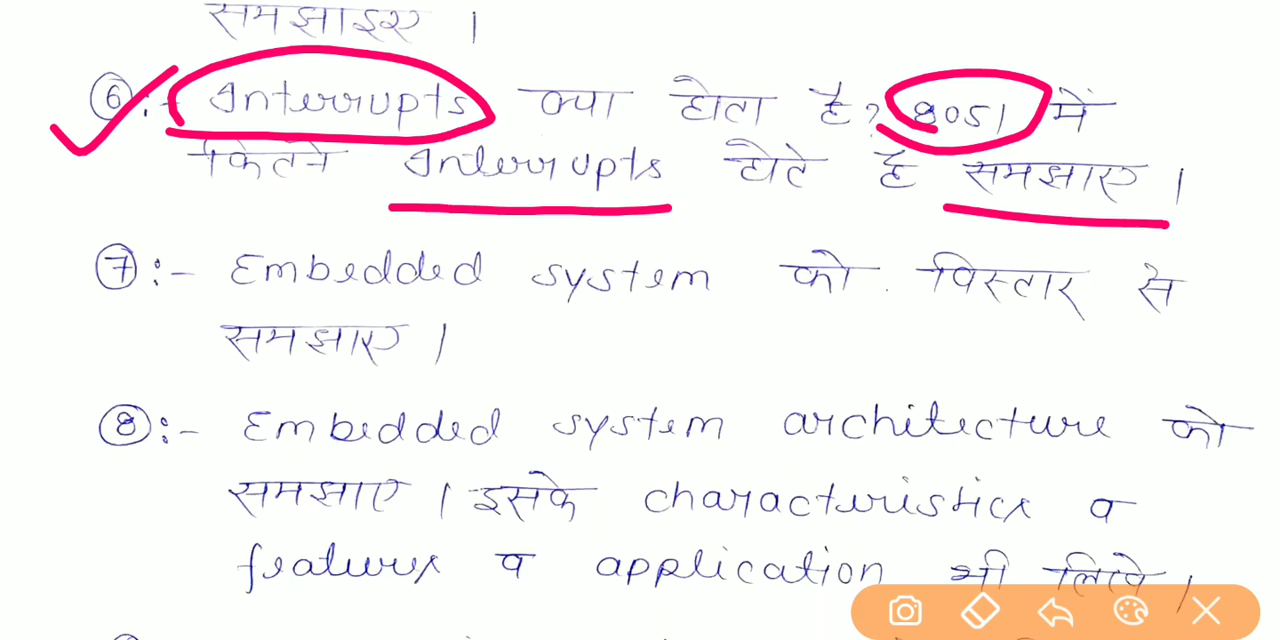 समझाइए ।
⑥:- Interrupts क्या होता है? 8051 में
कितने Interrupts होते है समझाए ।
⑦:- Embedded system को विस्तार से
समझाए ।
⑧:- Embedded system architecture को
समझाए । इसके characteristics व
features व application भी लिखे ।